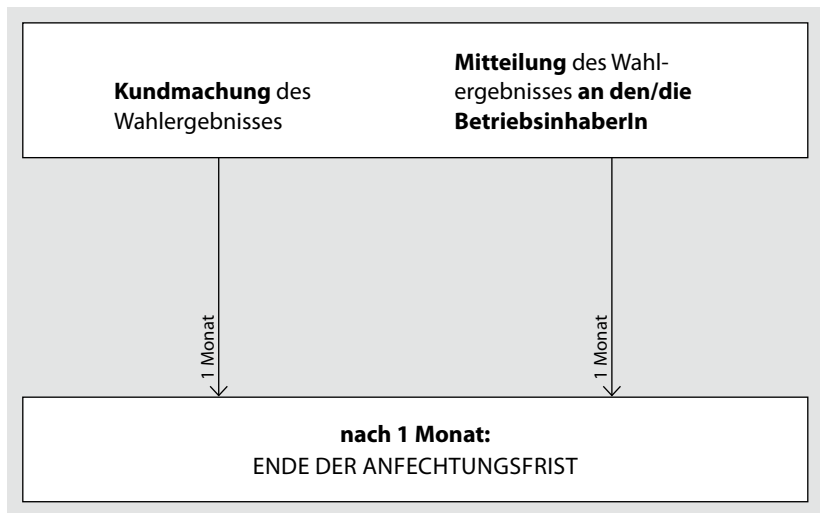 Kundmachung des
Wahlergebnisses
Mitteilung des Wahl-
ergebnisses an den/die
BetriebsinhaberIn
1 Monat
1 Monat
nach 1 Monat:
ENDE DER ANFECHTUNGSFRIST